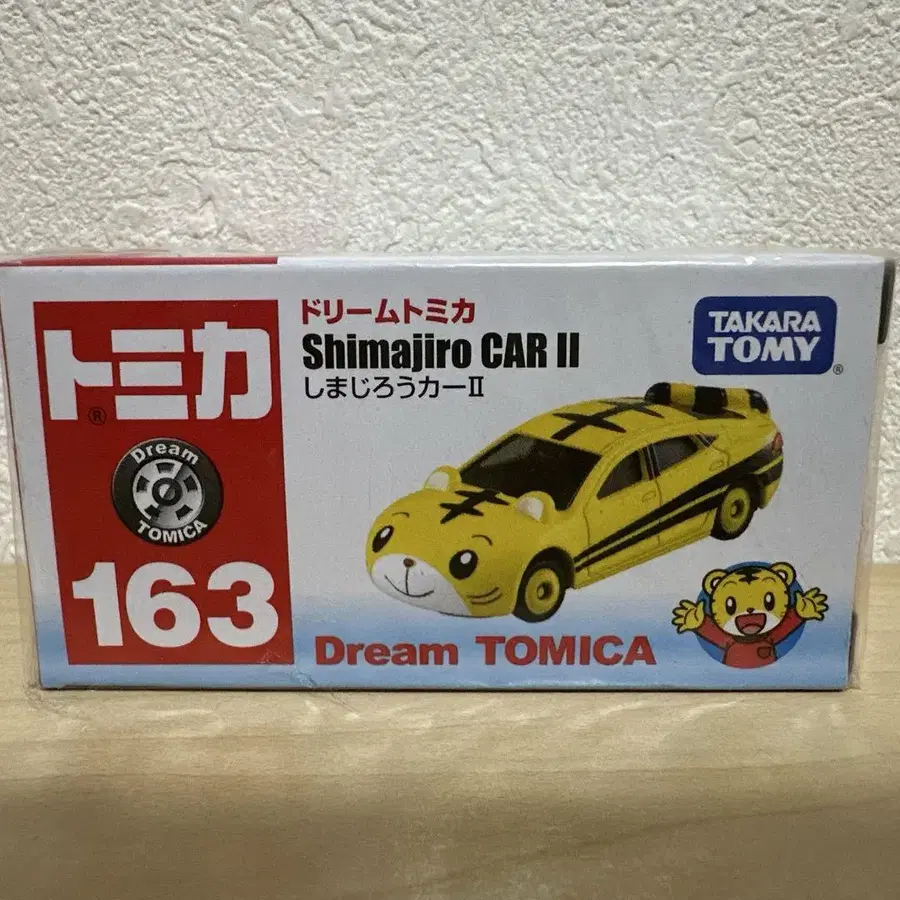 トミカ
®
Dream
TOMICA
163
ドリームトミカ
Shimajiro CAR II
しまじろうカーII
TAKARA
TOMY
®
Dream TOMICA